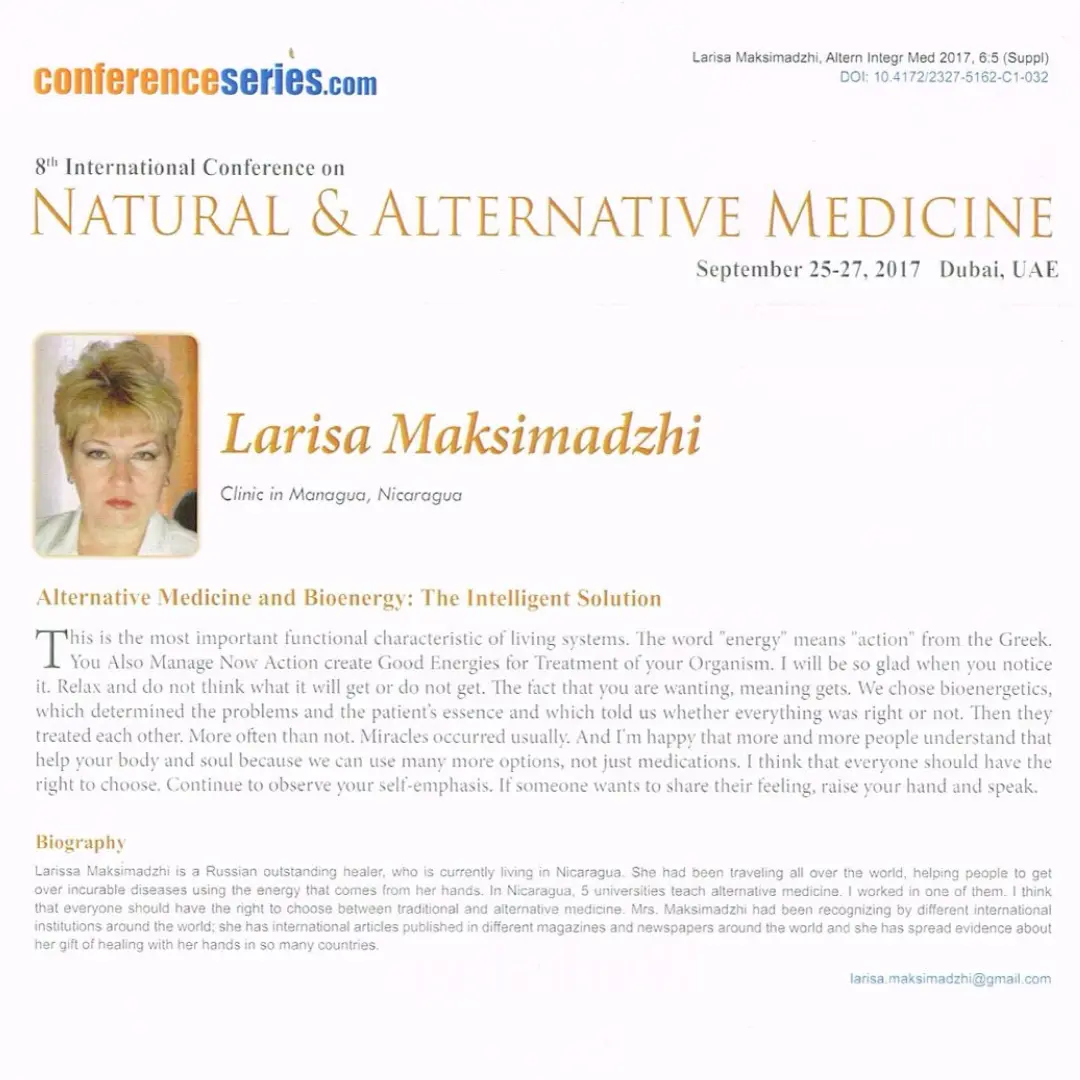 conferenceseries.com
Larisa Maksimadzhi, Altern Integr Med 2017, 6:5 (Suppl)
DOI: 10.4172/2327-5162-C1-032
8th International Conference on
NATURAL & ALTERNATIVE MEDICINE
September 25-27, 2017 Dubai, UAE
Larisa Maksimadzhi
Clinic in Managua, Nicaragua
Alternative Medicine and Bioenergy: The Intelligent Solution
This is the most important functional characteristic of living systems. The word "energy" means "action" from the Greek.
You Also Manage Now Action create Good Energies for Treatment of your Organism. I will be so glad when you notice
it. Relax and do not think what it will get or do not get. The fact that you are wanting, meaning gets. We chose bioenergetics,
which determined the problems and the patient's essence and which told us whether everything was right or not. Then they
treated each other. More often than not. Miracles occurred usually. And I'm happy that more and more people understand that
help your body and soul because we can use many more options, not just medications. I think that everyone should have the
right to choose. Continue to observe your self-emphasis. If someone wants to share their feeling, raise your hand and speak.
Biography
Larissa Maksimadzhi is a Russian outstanding healer, who is currently living in Nicaragua. She had been traveling all over the world, helping people to get
over incurable diseases using the energy that comes from her hands. In Nicaragua, 5 universities teach alternative medicine. I worked in one of them. I think
that everyone should have the right to choose between traditional and alternative medicine. Mrs. Maksimadzhi had been recognizing by different international
institutions around the world; she has international articles published in different magazines and newspapers around the world and she has spread evidence about
her gift of healing with her hands in so many countries.
larisa.maksimadzhi@gmail.com